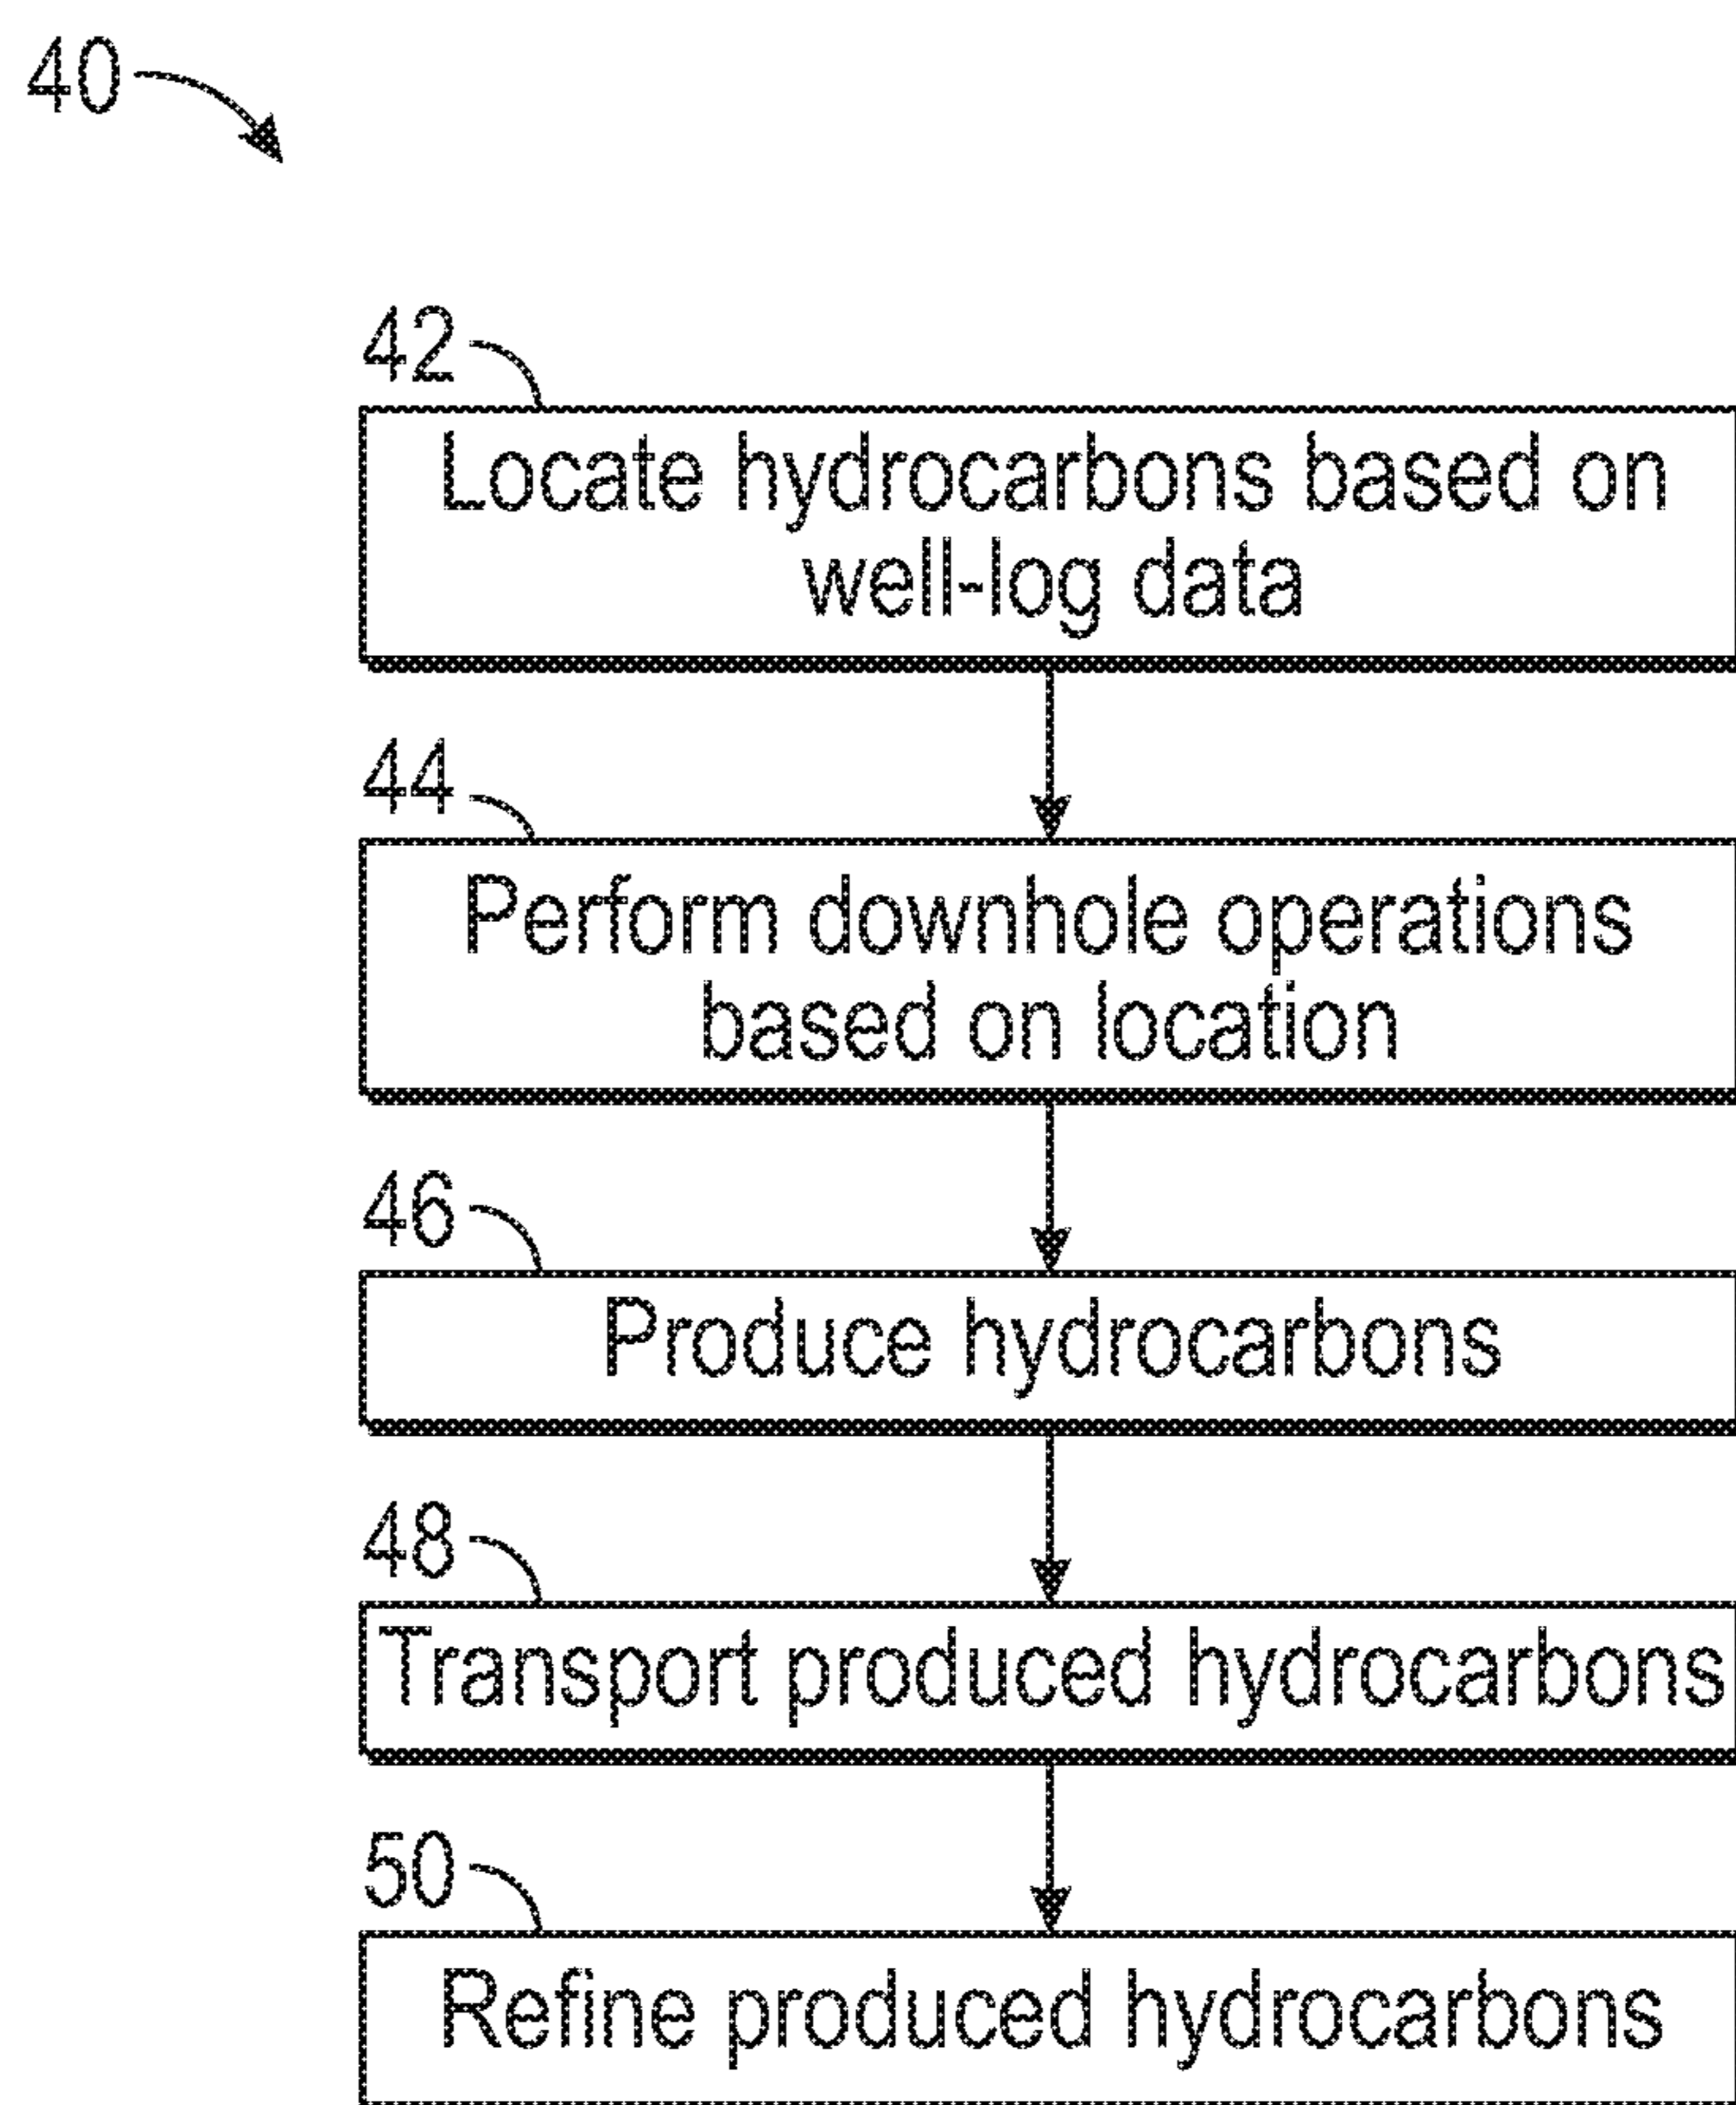 40
42
Locate hydrocarbons based on
well-log data
44
Perform downhole operations
based on location
46
Produce hydrocarbons
48
Transport produced hydrocarbons
50
Refine produced hydrocarbons